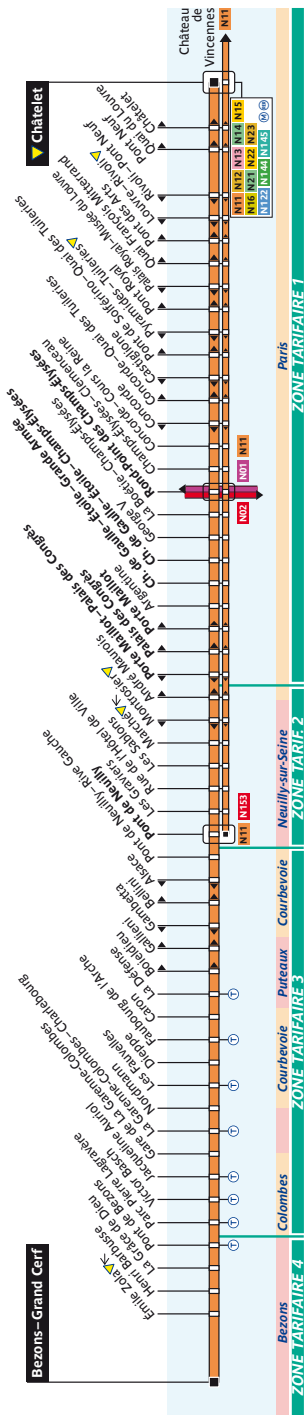 Bezons–Grand Cerf
Émile Zola
Henri Barbusse
La Grâce de Dieu
Pont de Bezons
Parc Pierre Lagravère
Victor Basch
Jacqueline Auriol
Gare de La Garenne-Colombes
La Garenne-Colombes–Charlebourg
Nordmann
Les Fauvelles
Dieppe
Faubourg de l'Arche
Caron
La Défense
Boieldieu
Gallieni
Gambetta
Bellini
Alsace
Pont de Neuilly–Rive Gauche
Pont de Neuilly
Les Graviers
Rue de l'Hôtel de Ville
Les Sablons
Marché
Montrosier
André Maurois
Porte Maillot–Palais des Congrès
Palais des Congrès
Porte Maillot
Argentine
Ch. de Gaulle–Étoile–Grande Armée
Ch. de Gaulle–Étoile–Champs-Élysées
George V
La Boétie–Champs-Élysées
Rond-Point des Champs-Élysées
Champs-Élysées–Clemenceau
Concorde–Cours la Reine
Concorde
Concorde–Quai des Tuileries
Castiglione
Pont de Solférino–Quai des Tuileries
Pyramides–Tuileries
Pont Royal
Palais Royal–Musée du Louvre
Quai François Mitterrand
Pont des Arts
Louvre–Rivoli
Rivoli–Pont Neuf
Pont Neuf–Quai du Louvre
Châtelet
Châtelet
Château
de
Vincennes
N11
T T T T T T T
N11 N153
N02 N01 N11
N11 N12 N13 N14 N15
N16 N21 N22 N23
N122 N144 N145
M RER
Bezons
Colombes
Courbevoie
Puteaux
Courbevoie
Neuilly-sur-Seine
Paris
ZONE TARIFAIRE 4
ZONE TARIFAIRE 3
ZONE TARIF. 2
ZONE TARIFAIRE 1